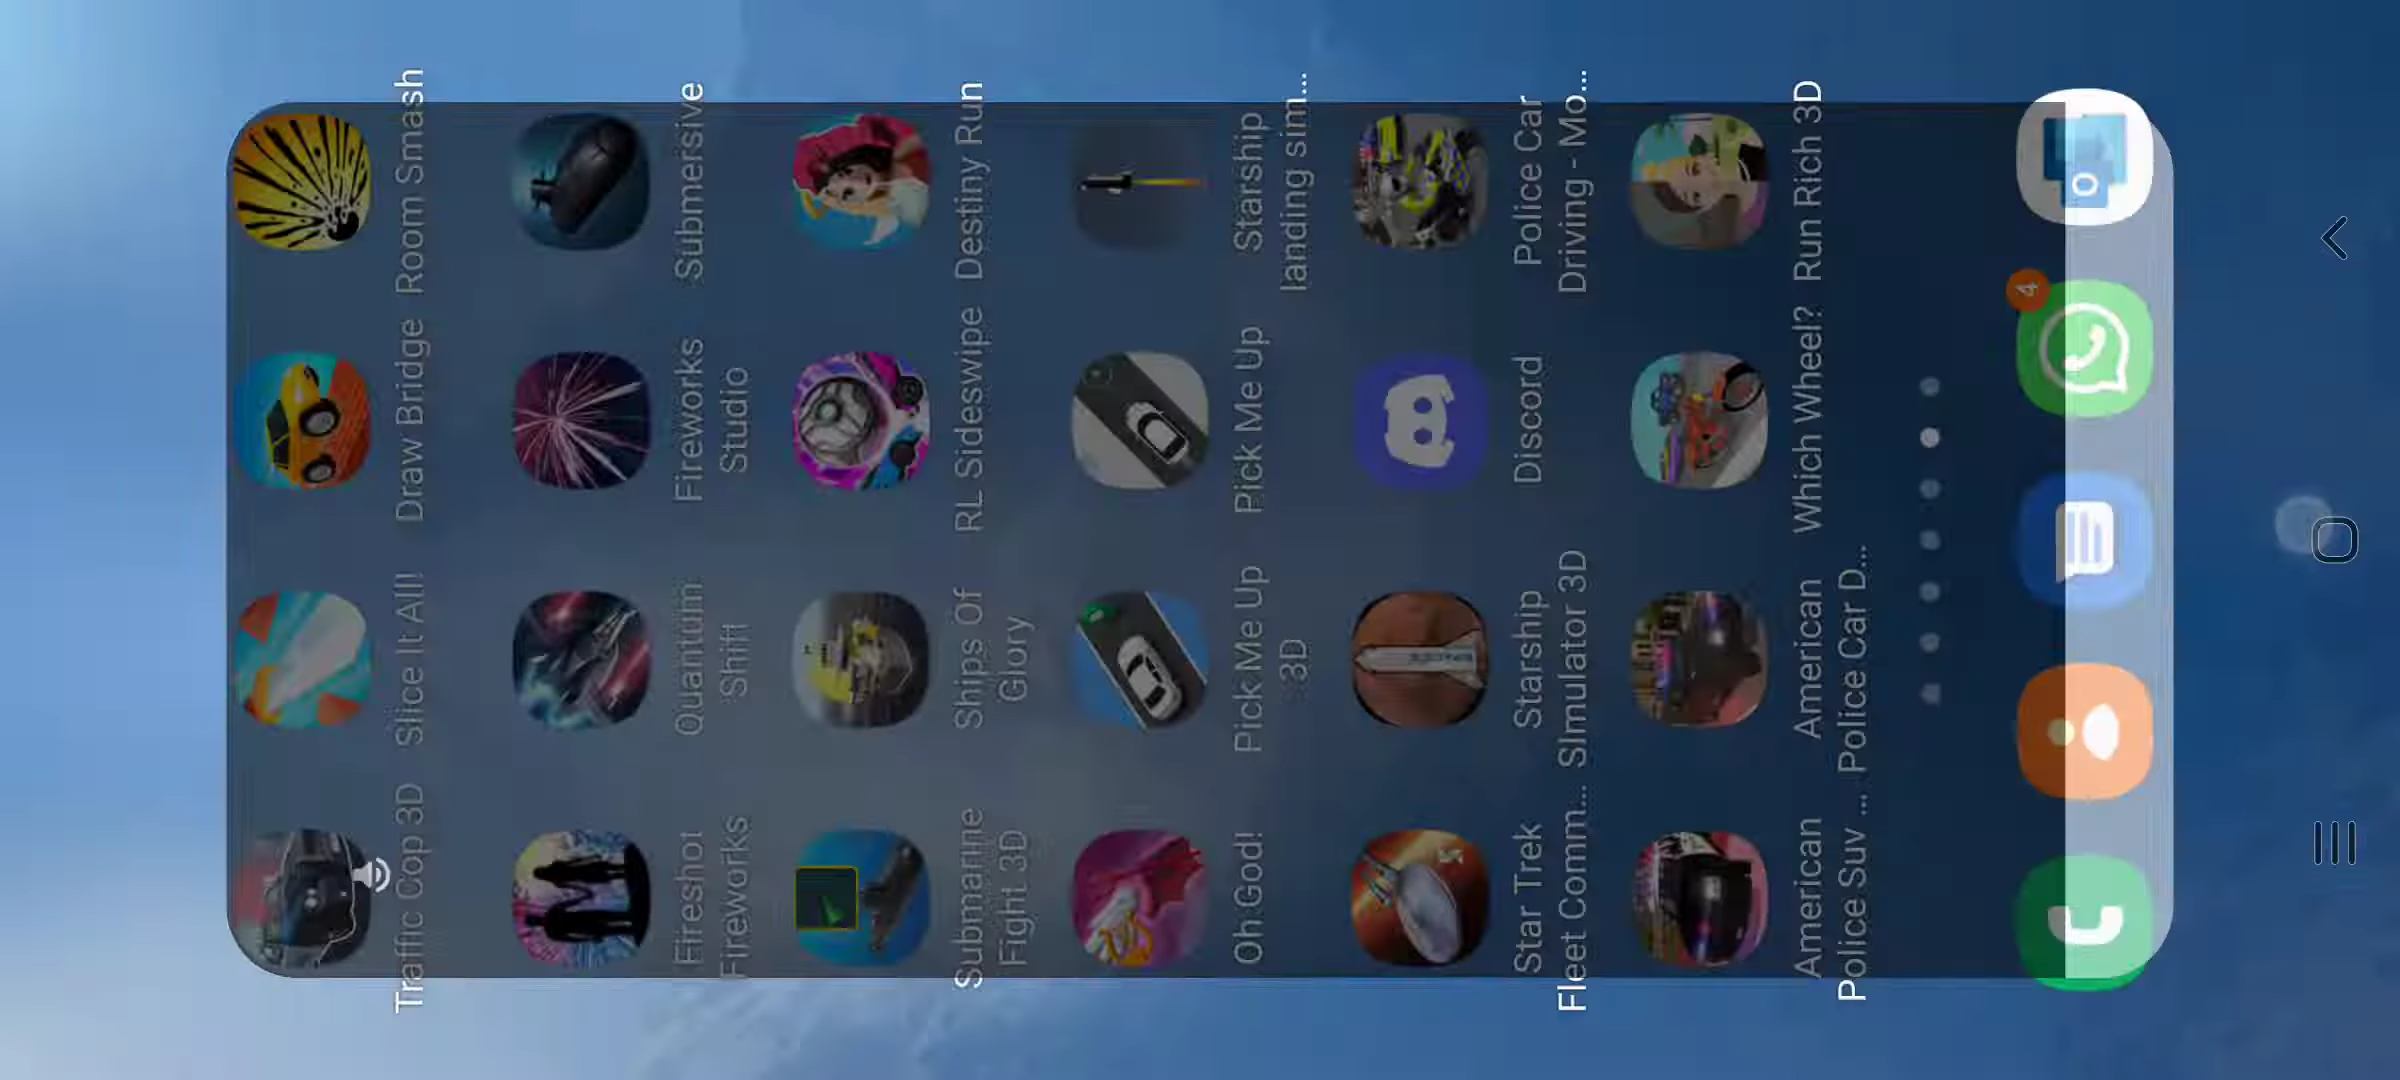 Traffic Cop 3D
Slice It All!
Draw Bridge
Room Smash
Fireshot
Fireworks
Quantum
Shift
Fireworks
Studio
Submersive
Submarine
Fight 3D
Ships Of
Glory
RL Sideswipe
Destiny Run
Oh God!
Pick Me Up
3D
Pick Me Up
Starship
landing sim...
Star Trek
Fleet Comm...
Starship
SImulator 3D
Discord
Police Car
Driving - Mo...
American
Police Suv ...
American
Police Car D...
Which Wheel?
Run Rich 3D
4